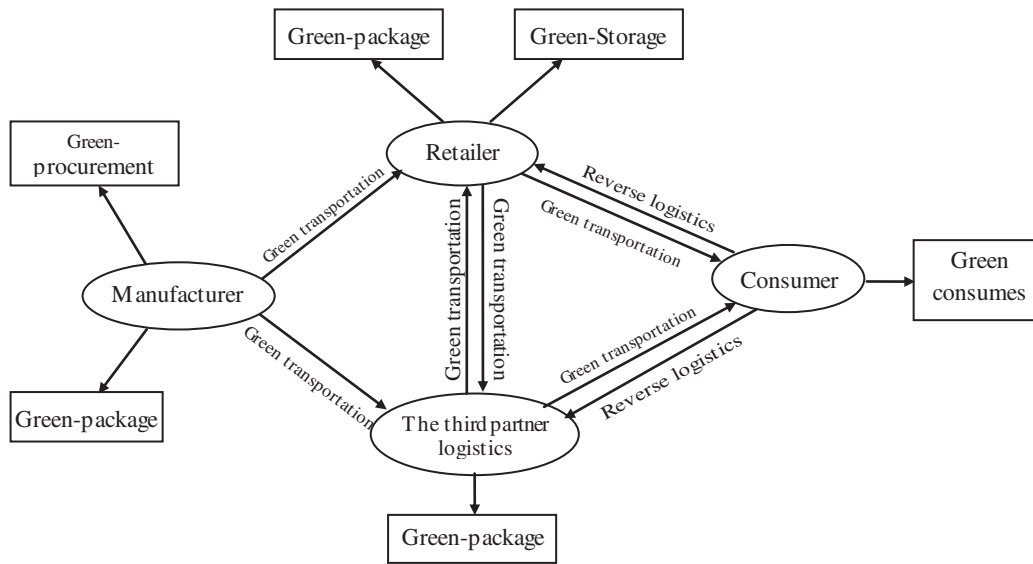 Green-package
Green-Storage
Green-
procurement
Retailer
Reverse logistics
Green transportation
Green transportation
Green transportation
Green transportation
Manufacturer
Consumer
Green
consumes
Green transportation
Green transportation
Reverse logistics
Green-package
The third partner
logistics
Green-package